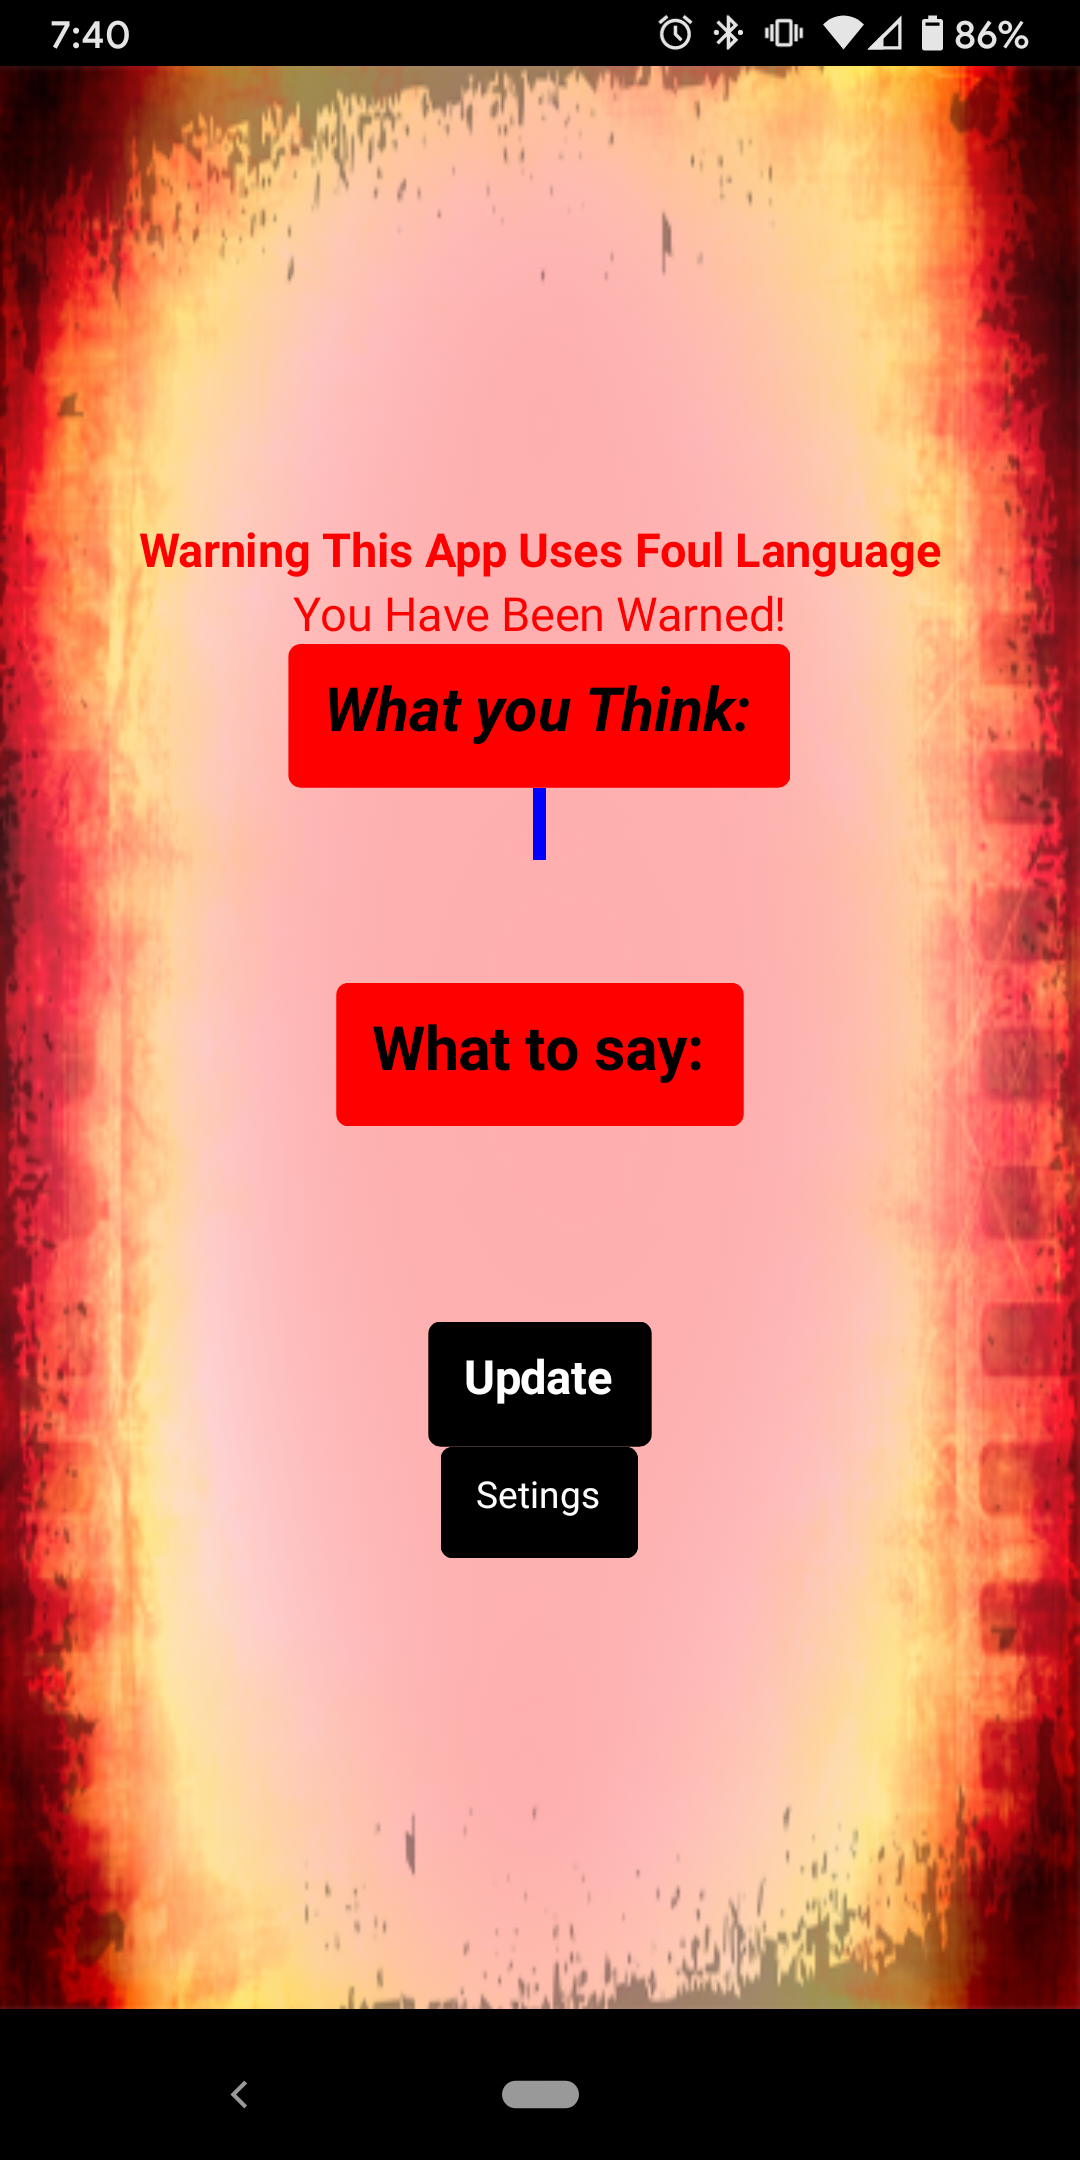 7:40 86%
Warning This App Uses Foul Language
You Have Been Warned!
What you Think:
What to say:
Update
Setings